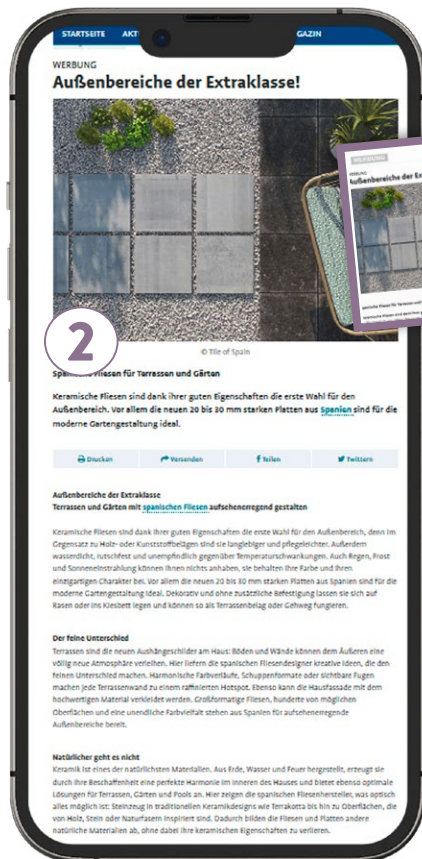 STARTSEITE AKT GAZIN
WERBUNG
Außenbereiche der Extraklasse!
WERBUNG
Außenbereiche der Ex
2
© Tile of Spain
Spanische Fliesen für Terrassen und Gärten
Keramische Fliesen sind dank ihrer guten Eigenschaften die erste Wahl für den
Außenbereich. Vor allem die neuen 20 bis 30 mm starken Platten aus Spanien sind für die
moderne Gartengestaltung ideal.
Drucken Versenden Teilen Twittern
Außenbereiche der Extraklasse
Terrassen und Gärten mit spanischen Fliesen aufsehenerregend gestalten
Keramische Fliesen sind dank ihrer guten Eigenschaften die erste Wahl für den Außenbereich, denn im
Gegensatz zu Holz- oder Kunststoffbelägen sind sie langlebiger und pflegeleichter. Außerdem
wasserdicht, rutschfest und unempfindlich gegenüber Temperaturschwankungen. Auch Regen, Frost
und Sonneneinstrahlung können ihnen nichts anhaben, sie behalten ihre Farbe und ihren
einzigartigen Charakter bei. Vor allem die neuen 20 bis 30 mm starken Platten aus Spanien sind für die
moderne Gartengestaltung ideal. Dekorativ und ohne zusätzliche Befestigung lassen sie sich auf
Rasen oder ins Kiesbett legen und können so als Terrassenbelag oder Gehweg fungieren.
Der feine Unterschied
Terrassen sind die neuen Aushängeschilder am Haus: Böden und Wände können dem Äußeren eine
völlig neue Atmosphäre verleihen. Hier liefern die spanischen Fliesendesigner kreative Ideen, die den
feinen Unterschied machen. Harmonische Farbverläufe, Schuppenformate oder sichtbare Fugen
machen jede Terrassenwand zu einem raffinierten Hotspot. Ebenso kann die Hausfassade mit dem
hochwertigen Material verkleidet werden. Großformatige Fliesen, hunderte von möglichen
Oberflächen und eine unendliche Farbvielfalt stehen aus Spanien für aufsehenerregende
Außenbereiche bereit.
Natürlicher geht es nicht
Keramik ist eines der natürlichsten Materialien. Aus Erde, Wasser und Feuer hergestellt, erzeugt sie
durch ihre Beschaffenheit eine perfekte Harmonie im Inneren des Hauses und bietet ebenso optimale
Lösungen für Terrassen, Gärten und Pools an. Hier zeigen die spanischen Fliesenhersteller, was optisch
alles möglich ist: Steinzeug in traditionellen Keramikdesigns wie Terrakotta bis hin zu Oberflächen, die
von Holz, Stein oder Naturfasern inspiriert sind. Dadurch bilden die Fliesen und Platten andere
natürliche Materialien ab, ohne dabei ihre keramischen Eigenschaften zu verlieren.